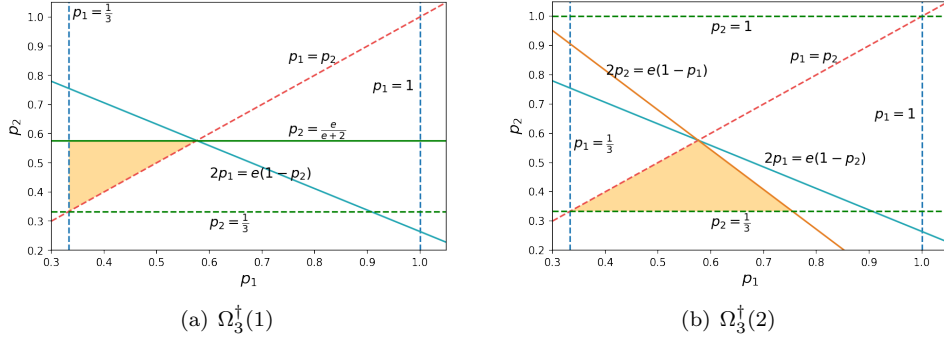 p₁ = 1/3
p₁ = p₂
p₁ = 1
p₂ = e/(e+2)
2p₁ = e(1 − p₂)
p₂ = 1/3
1.0
0.9
0.8
0.7
0.6
0.5
0.4
0.3
0.2
p₂
0.3 0.4 0.5 0.6 0.7 0.8 0.9 1.0
p₁
(a) Ω₃†(1)
p₂ = 1
p₁ = p₂
2p₂ = e(1 − p₁)
p₁ = 1
p₁ = 1/3
2p₁ = e(1 − p₂)
p₂ = 1/3
1.0
0.9
0.8
0.7
0.6
0.5
0.4
0.3
0.2
p₂
0.3 0.4 0.5 0.6 0.7 0.8 0.9 1.0
p₁
(b) Ω₃†(2)